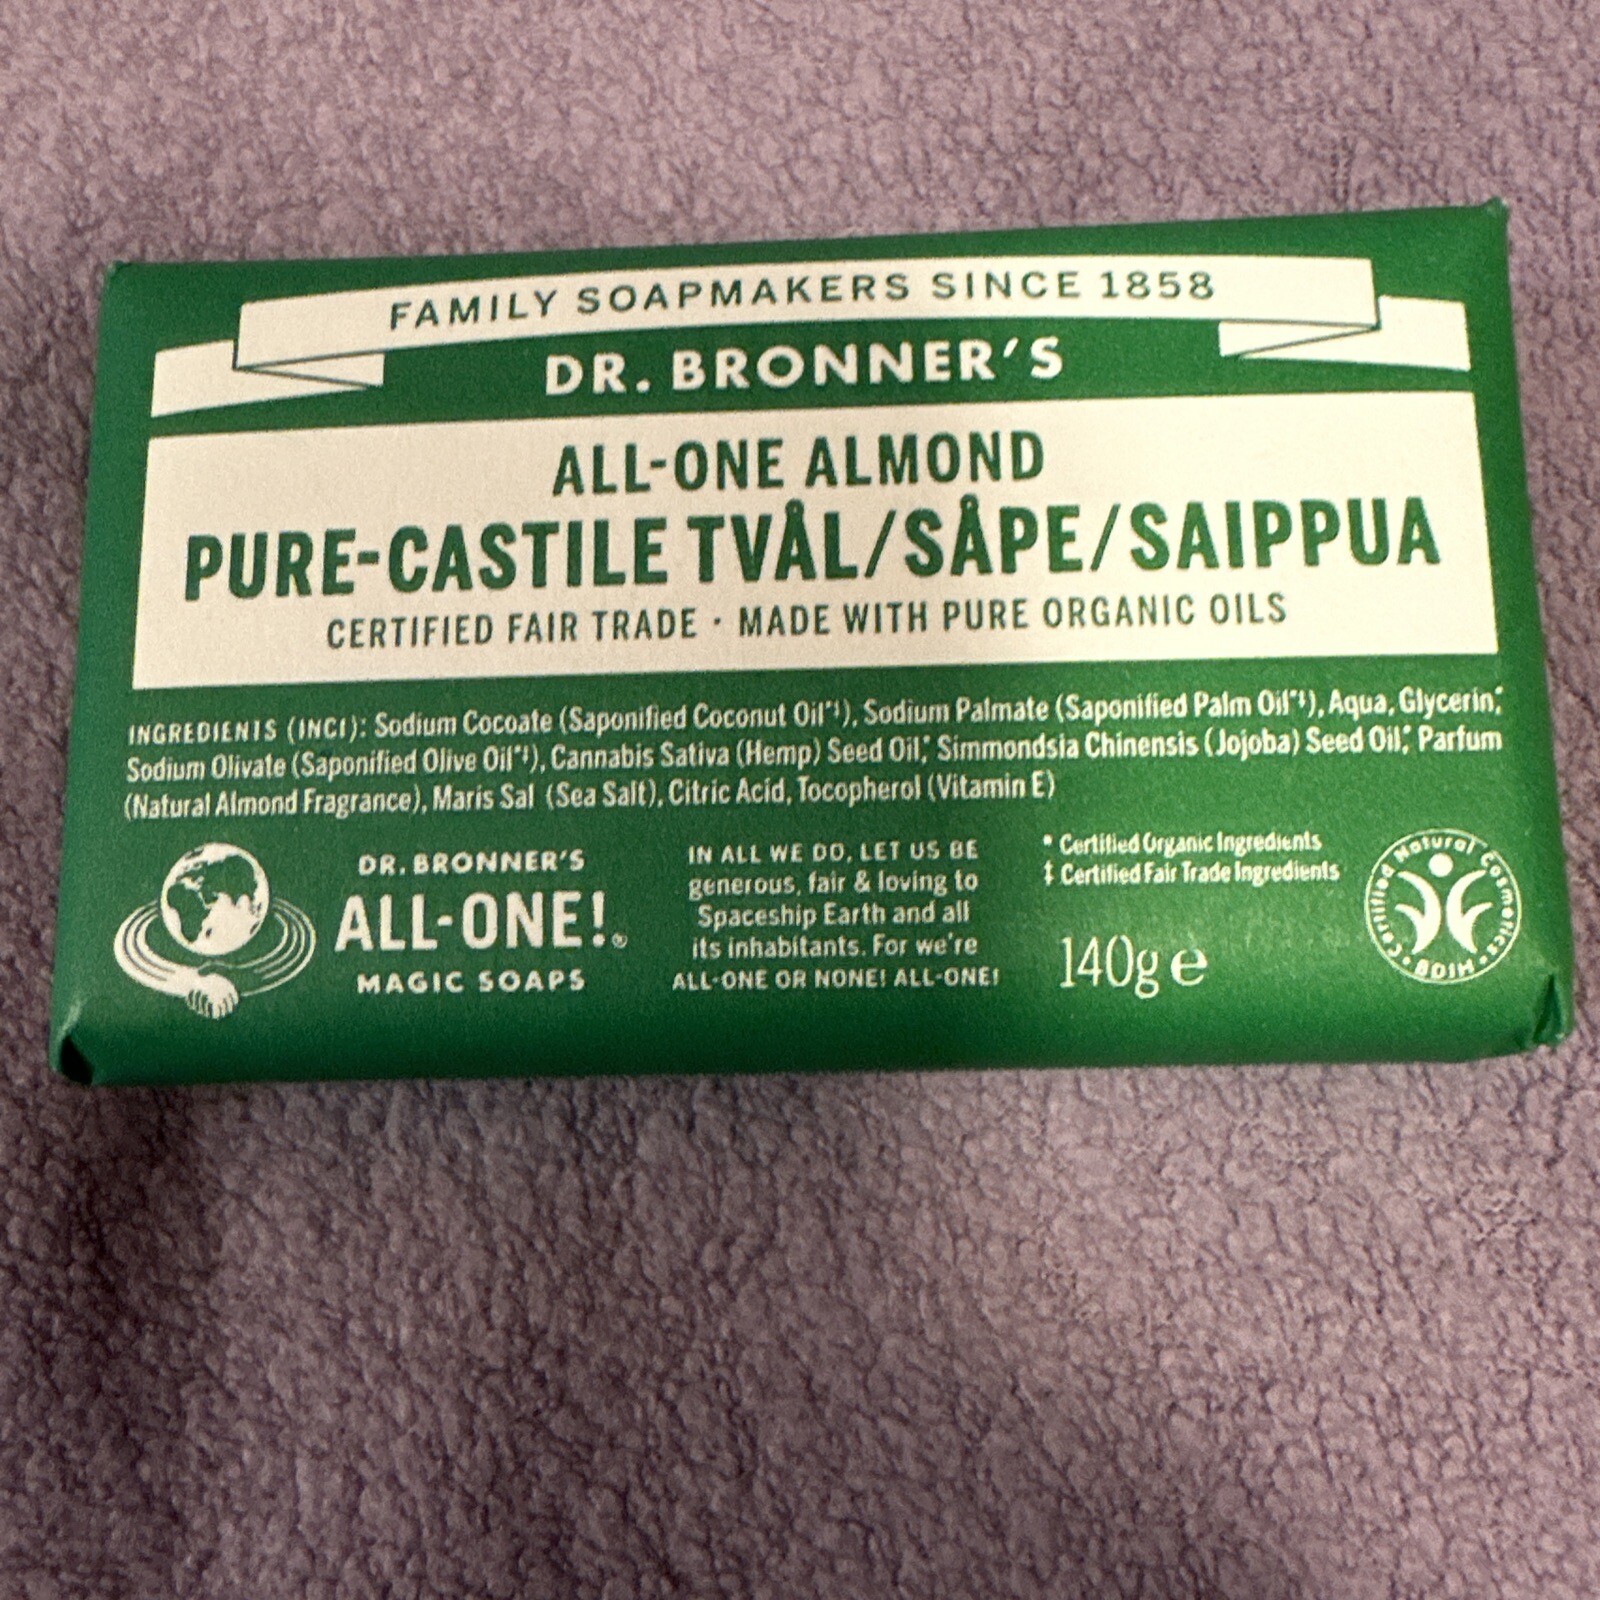 FAMILY SOAPMAKERS SINCE 1858
DR. BRONNER'S
ALL-ONE ALMOND
PURE-CASTILE TVÅL/SÅPE/SAIPPUA
CERTIFIED FAIR TRADE · MADE WITH PURE ORGANIC OILS
INGREDIENTS (INCI): Sodium Cocoate (Saponified Coconut Oil*‡), Sodium Palmate (Saponified Palm Oil*‡), Aqua, Glycerin,*
Sodium Olivate (Saponified Olive Oil*‡), Cannabis Sativa (Hemp) Seed Oil,* Simmondsia Chinensis (Jojoba) Seed Oil,* Parfum
(Natural Almond Fragrance), Maris Sal (Sea Salt), Citric Acid, Tocopherol (Vitamin E)
DR. BRONNER'S
ALL-ONE!®
MAGIC SOAPS
IN ALL WE DO, LET US BE
generous, fair & loving to
Spaceship Earth and all
its inhabitants. For we're
ALL-ONE OR NONE! ALL-ONE!
* Certified Organic Ingredients
‡ Certified Fair Trade Ingredients
140g e
Certified Natural Cosmetics · BDIH ·